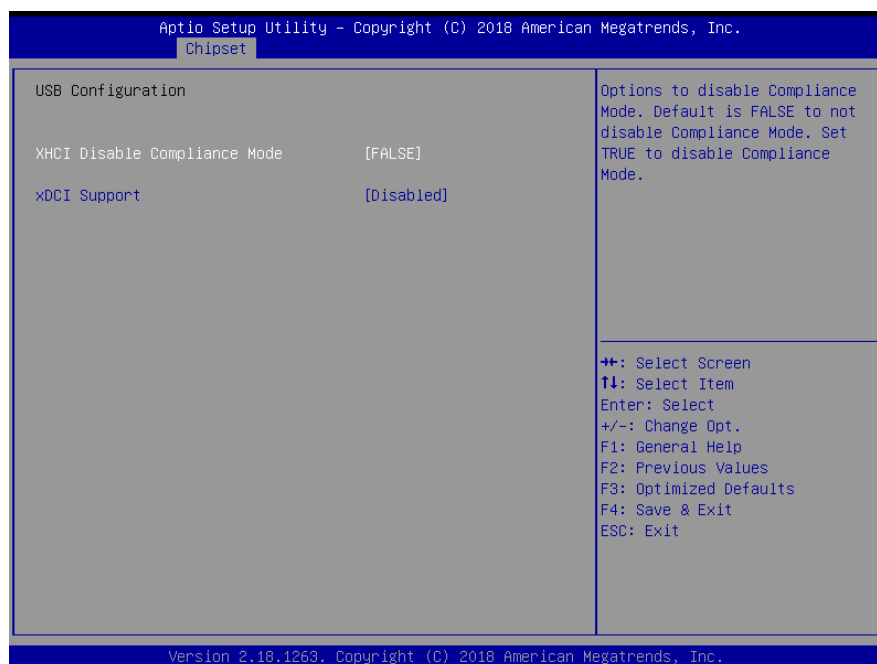 Aptio Setup Utility – Copyright (C) 2018 American Megatrends, Inc.
Chipset
USB Configuration
XHCI Disable Compliance Mode [FALSE]
xDCI Support [Disabled]
Options to disable Compliance
Mode. Default is FALSE to not
disable Compliance Mode. Set
TRUE to disable Compliance
Mode.
→←: Select Screen
↑↓: Select Item
Enter: Select
+/-: Change Opt.
F1: General Help
F2: Previous Values
F3: Optimized Defaults
F4: Save & Exit
ESC: Exit
Version 2.18.1263. Copyright (C) 2018 American Megatrends, Inc.